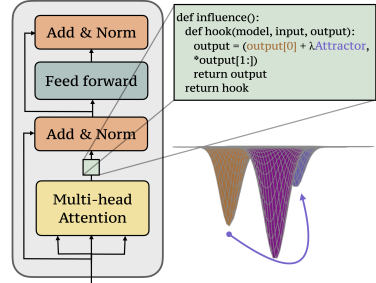 Add & Norm
Feed forward
Add & Norm
Multi-head
Attention
def influence():
def hook(model, input, output):
output = (output[0] + λAttractor,
*output[1:])
return output
return hook